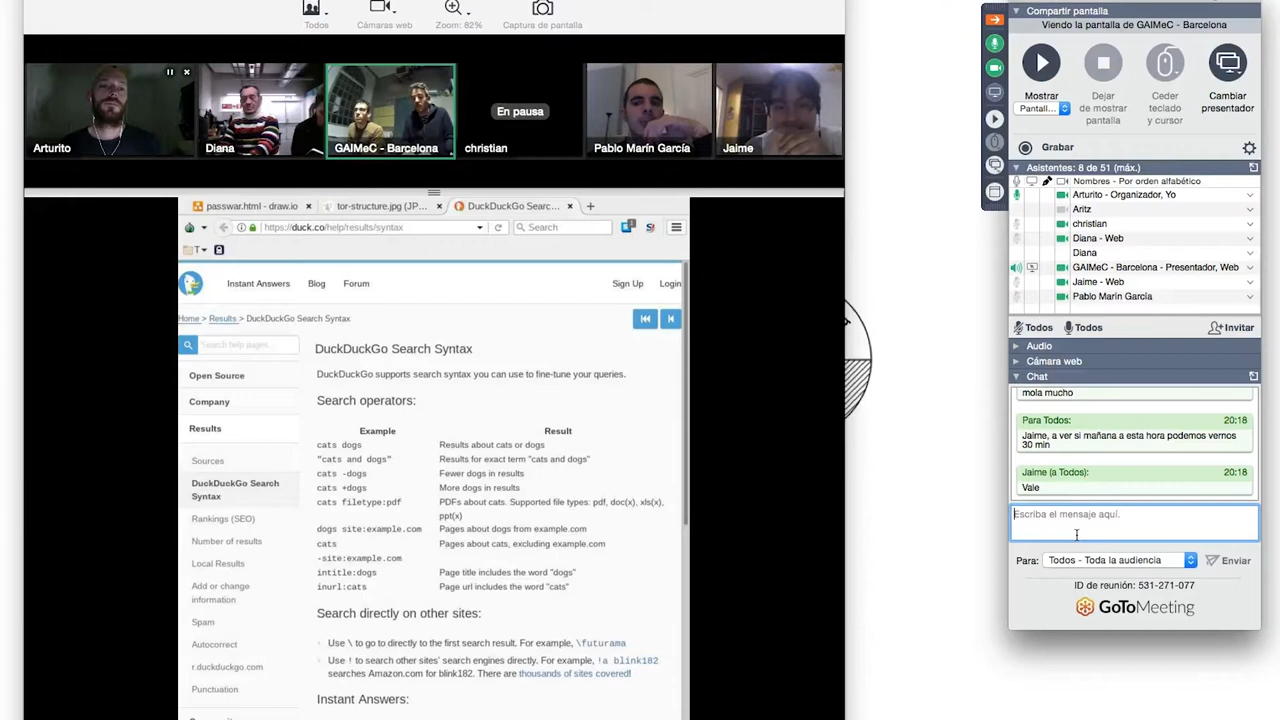 Todos
Cámaras web
Zoom: 82%
Captura de pantalla
Arturito
Diana
GAIMeC - Barcelona
En pausa
christian
Pablo Marín García
Jaime
passwar.html - draw.io
tor-structure.jpg (JP...
DuckDuckGo Searc...
https://duck.co/help/results/syntax
Search
T
Instant Answers
Blog
Forum
Sign Up
Login
Home > Results > DuckDuckGo Search Syntax
Search help pages...
Open Source
Company
Results
Sources
DuckDuckGo Search
Syntax
Rankings (SEO)
Number of results
Local Results
Add or change
information
Spam
Autocorrect
r.duckduckgo.com
Punctuation
DuckDuckGo Search Syntax
DuckDuckGo supports search syntax you can use to fine-tune your queries.
Search operators:
Example Result
cats dogs Results about cats or dogs
"cats and dogs" Results for exact term "cats and dogs"
cats -dogs Fewer dogs in results
cats +dogs More dogs in results
cats filetype:pdf PDFs about cats. Supported file types: pdf, doc(x), xls(x),
ppt(x)
dogs site:example.com Pages about dogs from example.com
cats Pages about cats, excluding example.com
-site:example.com
intitle:dogs Page title includes the word "dogs"
inurl:cats Page url includes the word "cats"
Search directly on other sites:
Use \ to go to directly to the first search result. For example, \futurama
Use ! to search other sites' search engines directly. For example, !a blink182
searches Amazon.com for blink182. There are thousands of sites covered!
Instant Answers:
Compartir pantalla
Viendo la pantalla de GAIMeC - Barcelona
Mostrar
Pantall...
Dejar
de mostrar
pantalla
Ceder
teclado
y cursor
Cambiar
presentador
Grabar
Asistentes: 8 de 51 (máx.)
Nombres - Por orden alfabético
Arturito - Organizador, Yo
Aritz
christian
Diana - Web
Diana
GAIMeC - Barcelona - Presentador, Web
Jaime - Web
Pablo Marín García
Todos
Todos
Invitar
Audio
Cámara web
Chat
mola mucho
Para Todos: 20:18
Jaime, a ver si mañana a esta hora podemos vernos
30 min
Jaime (a Todos): 20:18
Vale
Escriba el mensaje aquí.
Para: Todos - Toda la audiencia
Enviar
ID de reunión: 531-271-077
GoToMeeting